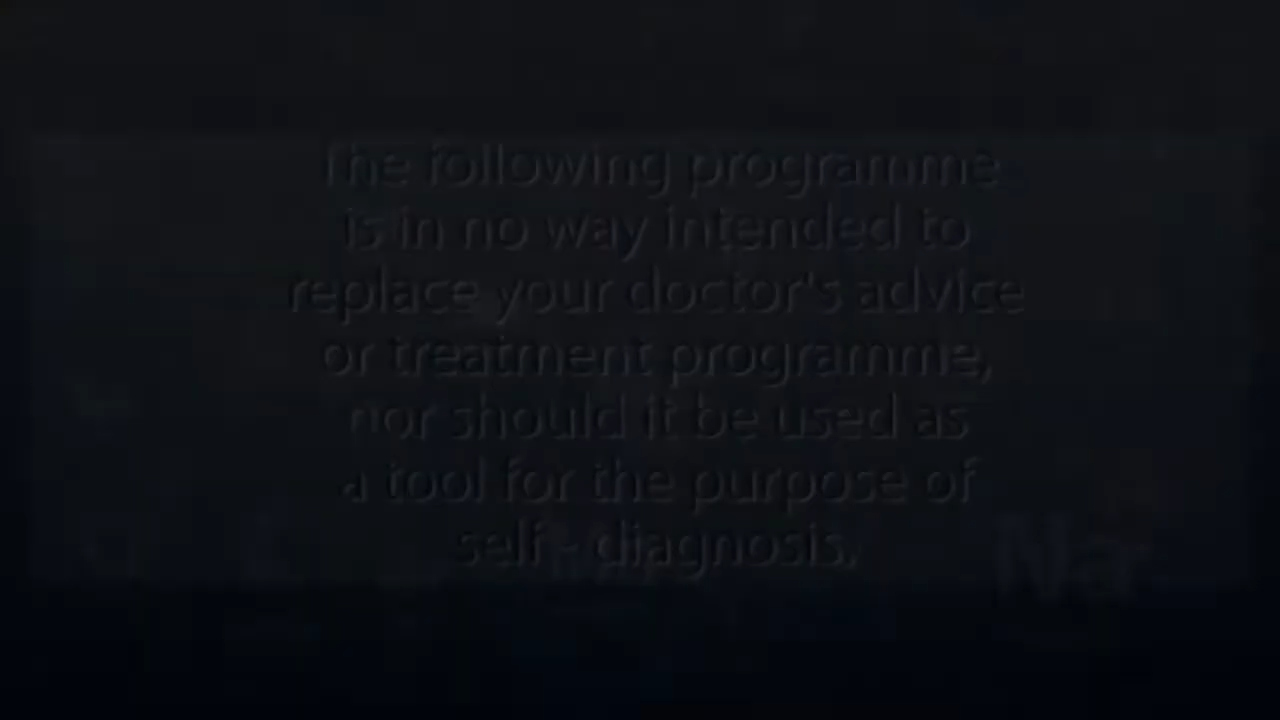 The following programme
is in no way intended to
replace your doctor's advice
or treatment programme,
nor should it be used as
a tool for the purpose of
self - diagnosis.
Na